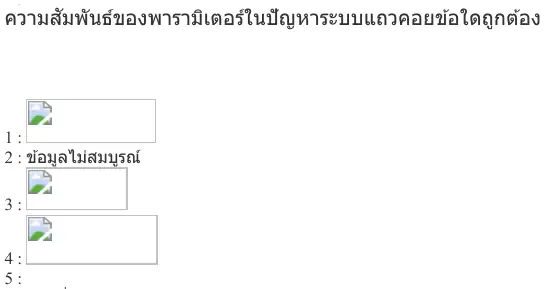 ความสัมพันธ์ของพารามิเตอร์ในปัญหาระบบแถวคอยข้อใดถูกต้อง
1 :
2 : ข้อมูลไม่สมบูรณ์
3 :
4 :
5 :